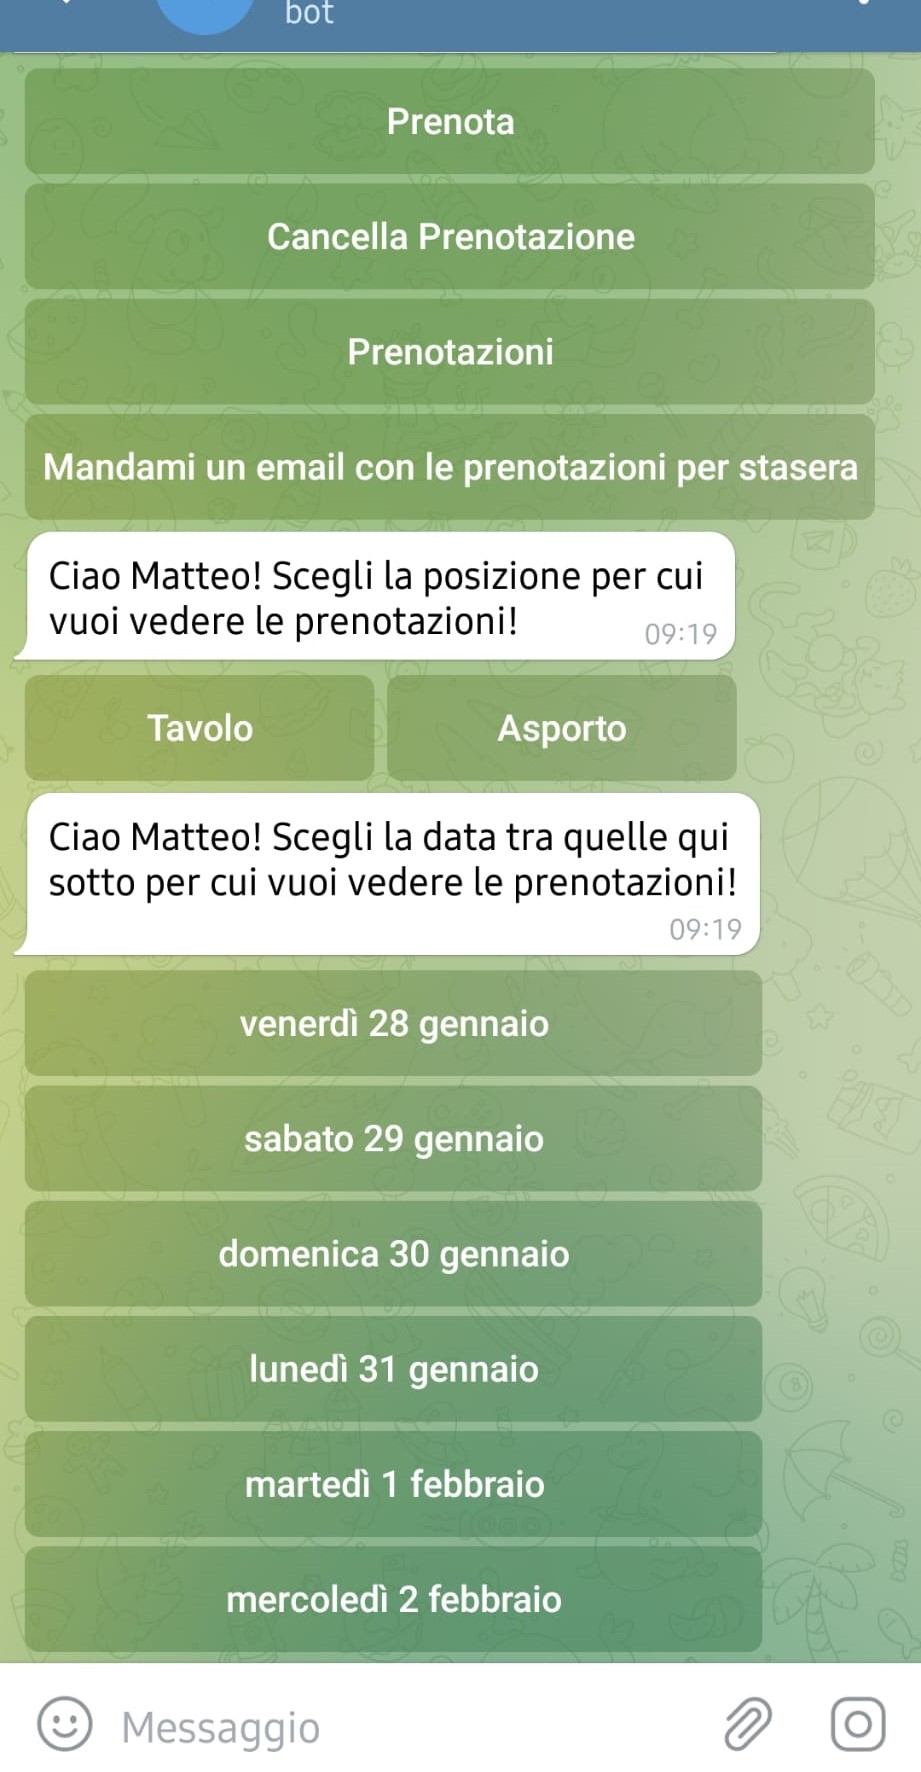 bot
Prenota
Cancella Prenotazione
Prenotazioni
Mandami un email con le prenotazioni per stasera
Ciao Matteo! Scegli la posizione per cui
vuoi vedere le prenotazioni!
09:19
Tavolo
Asporto
Ciao Matteo! Scegli la data tra quelle qui
sotto per cui vuoi vedere le prenotazioni!
09:19
venerdì 28 gennaio
sabato 29 gennaio
domenica 30 gennaio
lunedì 31 gennaio
martedì 1 febbraio
mercoledì 2 febbraio
Messaggio